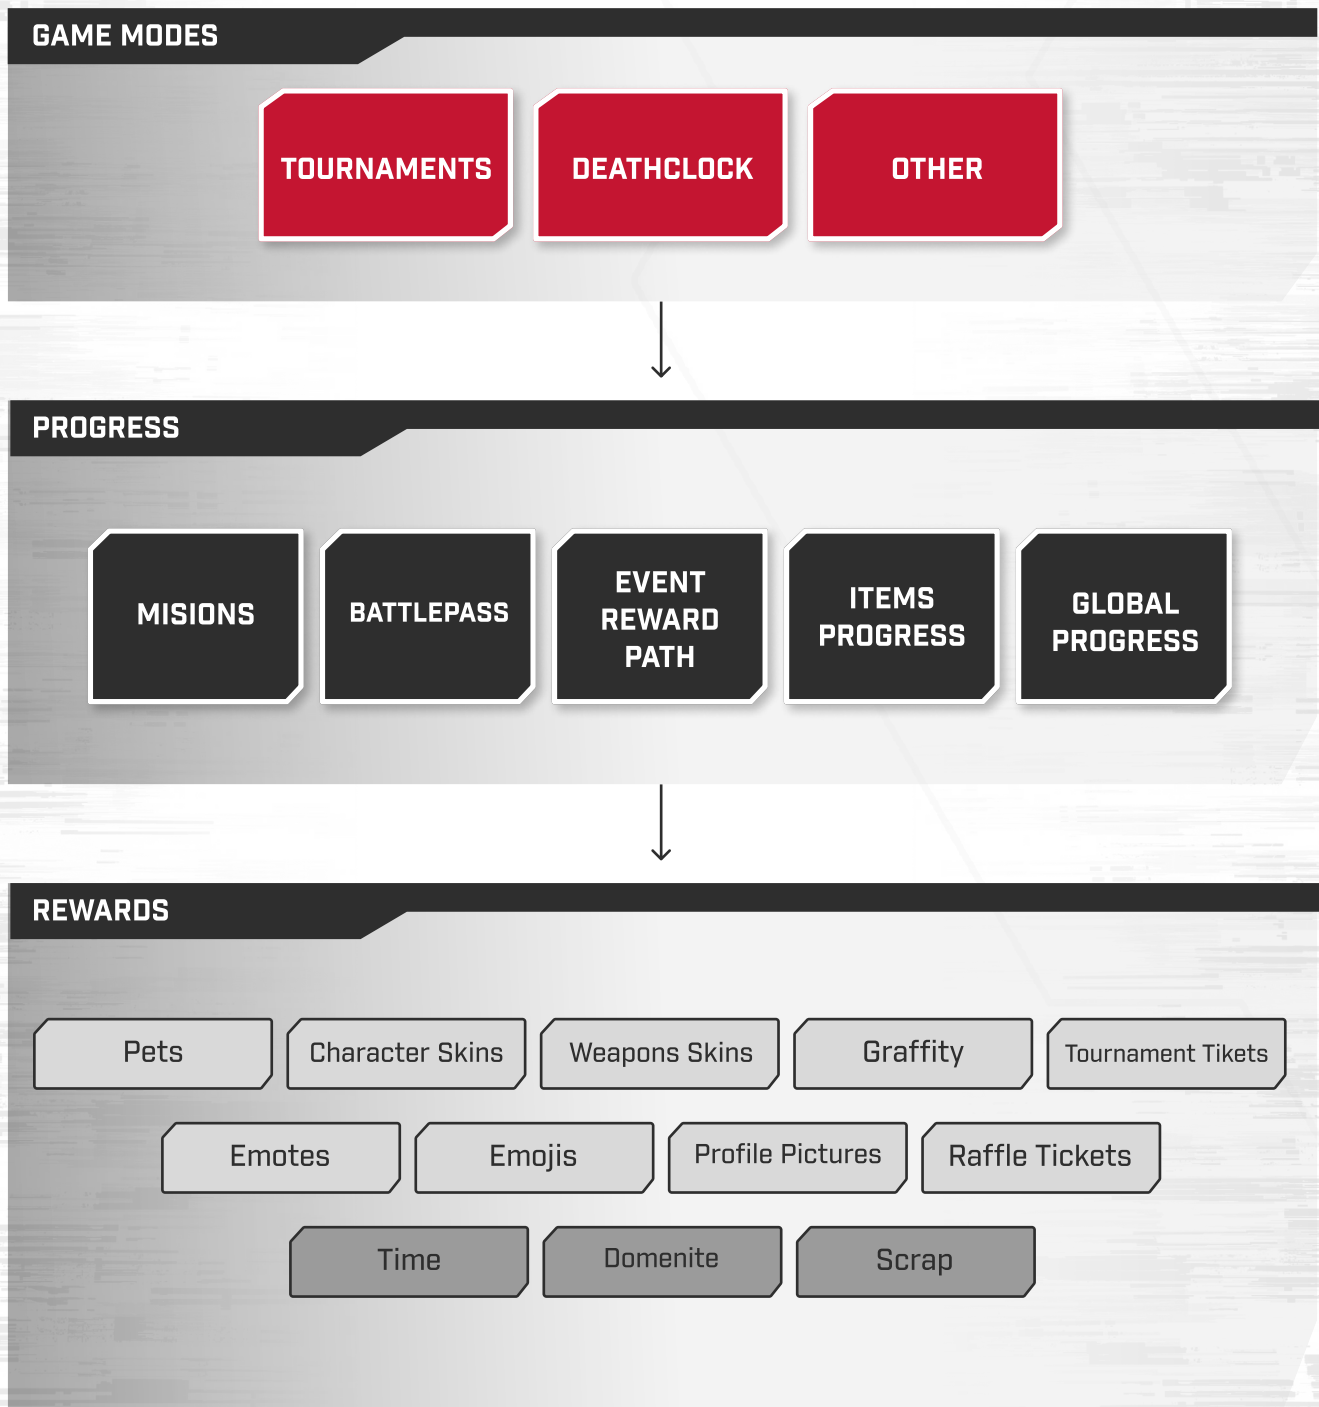 GAME MODES
TOURNAMENTS
DEATHCLOCK
OTHER
PROGRESS
MISIONS
BATTLEPASS
EVENT
REWARD
PATH
ITEMS
PROGRESS
GLOBAL
PROGRESS
REWARDS
Pets
Character Skins
Weapons Skins
Graffity
Tournament Tikets
Emotes
Emojis
Profile Pictures
Raffle Tickets
Time
Domenite
Scrap